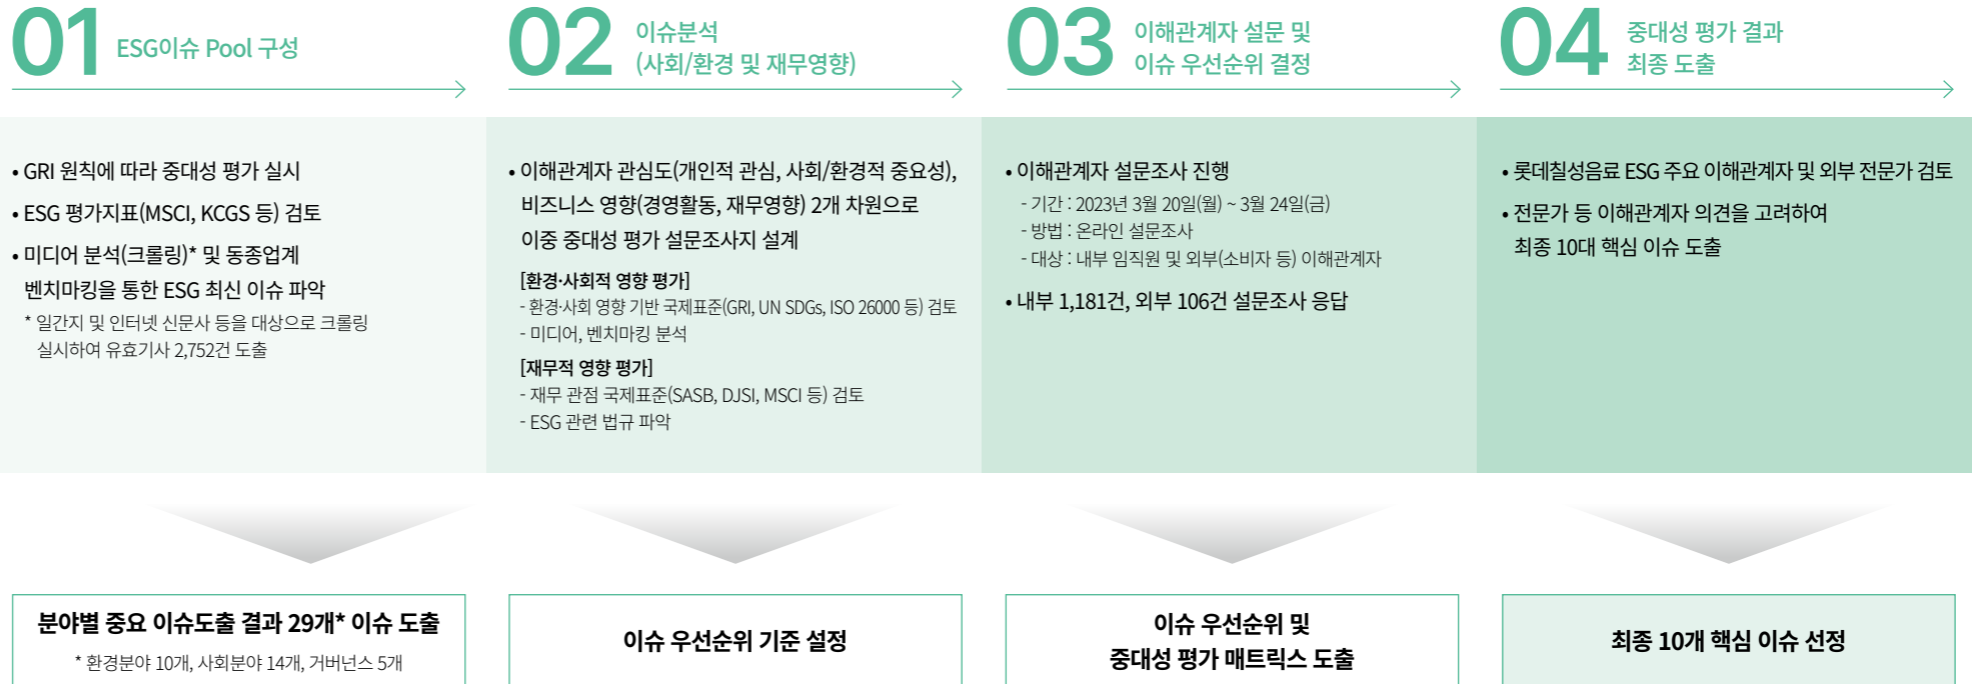 01 ESG이슈 Pool 구성
• GRI 원칙에 따라 중대성 평가 실시
• ESG 평가지표(MSCI, KCGS 등) 검토
• 미디어 분석(크롤링)* 및 동종업계
벤치마킹을 통한 ESG 최신 이슈 파악
* 일간지 및 인터넷 신문사 등을 대상으로 크롤링
실시하여 유효기사 2,752건 도출
분야별 중요 이슈도출 결과 29개* 이슈 도출
* 환경분야 10개, 사회분야 14개, 거버넌스 5개
02 이슈분석
(사회/환경 및 재무영향)
• 이해관계자 관심도(개인적 관심, 사회/환경적 중요성),
비즈니스 영향(경영활동, 재무영향) 2개 차원으로
이중 중대성 평가 설문조사지 설계
[환경·사회적 영향 평가]
- 환경·사회 영향 기반 국제표준(GRI, UN SDGs, ISO 26000 등) 검토
- 미디어, 벤치마킹 분석
[재무적 영향 평가]
- 재무 관점 국제표준(SASB, DJSI, MSCI 등) 검토
- ESG 관련 법규 파악
이슈 우선순위 기준 설정
03 이해관계자 설문 및
이슈 우선순위 결정
• 이해관계자 설문조사 진행
- 기간 : 2023년 3월 20일(월) ~ 3월 24일(금)
- 방법 : 온라인 설문조사
- 대상 : 내부 임직원 및 외부(소비자 등) 이해관계자
• 내부 1,181건, 외부 106건 설문조사 응답
이슈 우선순위 및
중대성 평가 매트릭스 도출
04 중대성 평가 결과
최종 도출
• 롯데칠성음료 ESG 주요 이해관계자 및 외부 전문가 검토
• 전문가 등 이해관계자 의견을 고려하여
최종 10대 핵심 이슈 도출
최종 10개 핵심 이슈 선정